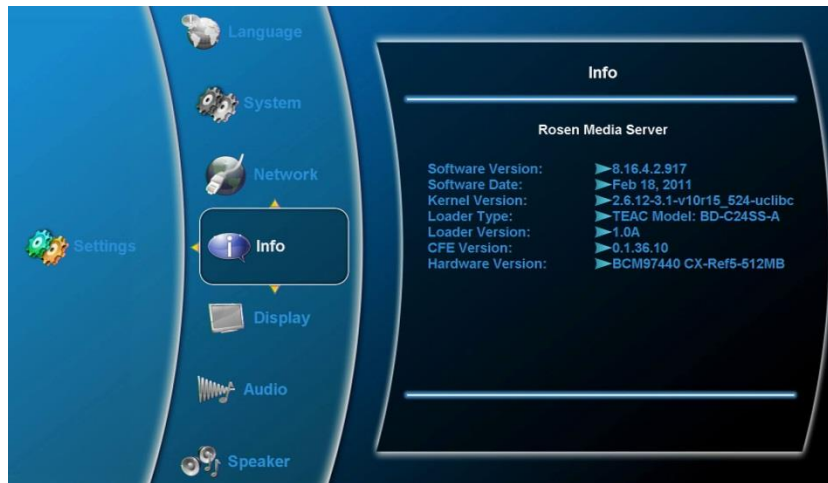 Settings
Language
System
Network
Info
Display
Audio
Speaker
Info
Rosen Media Server
Software Version: 8.16.4.2.917
Software Date: Feb 18, 2011
Kernel Version: 2.6.12-3.1-v10r15_524-uclibc
Loader Type: TEAC Model: BD-C24SS-A
Loader Version: 1.0A
CFE Version: 0.1.36.10
Hardware Version: BCM97440 CX-Ref5-512MB